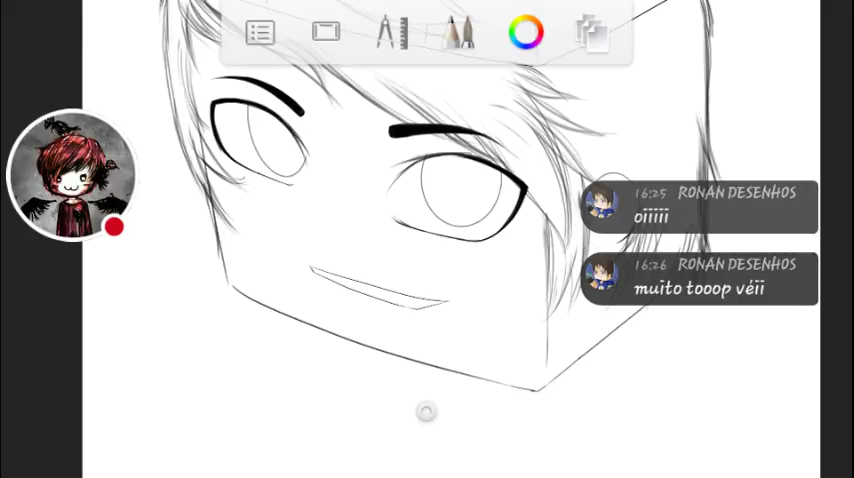 16:25 RONAN DESENHOS
oiiiii
16:26 RONAN DESENHOS
muito tooop véii